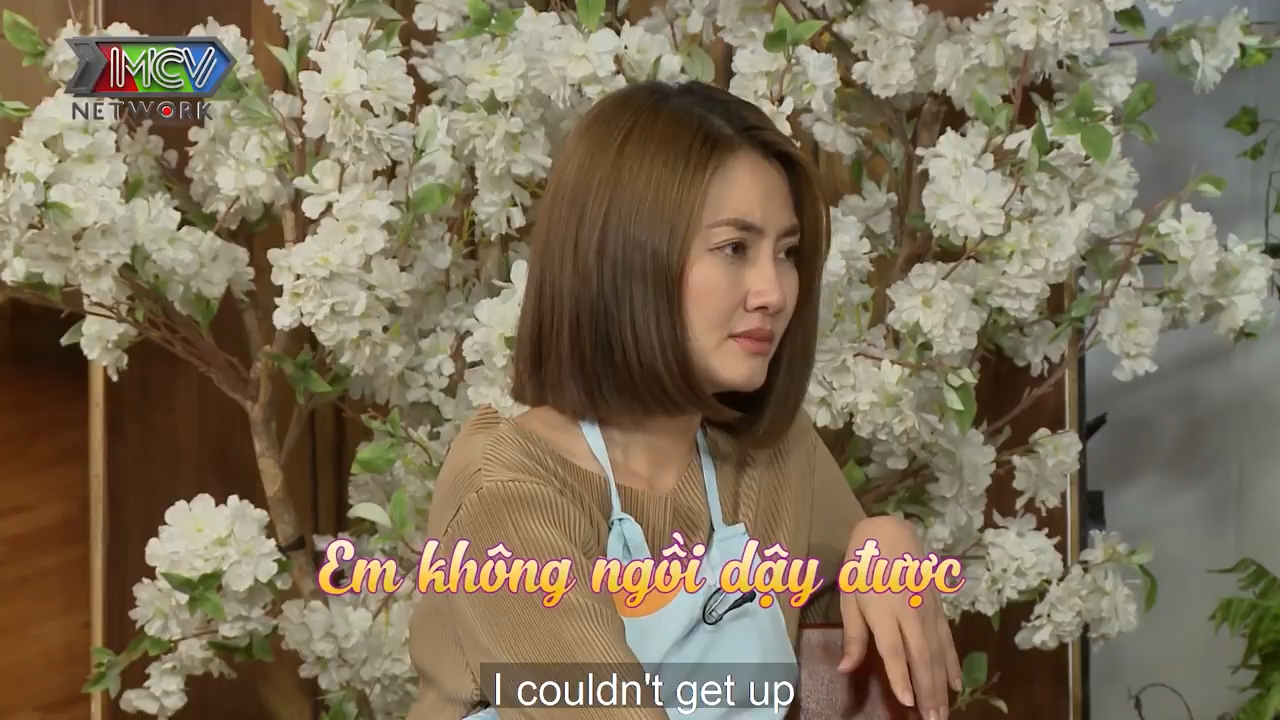 MCV
NETWORK
Em không ngồi dậy được
I couldn't get up